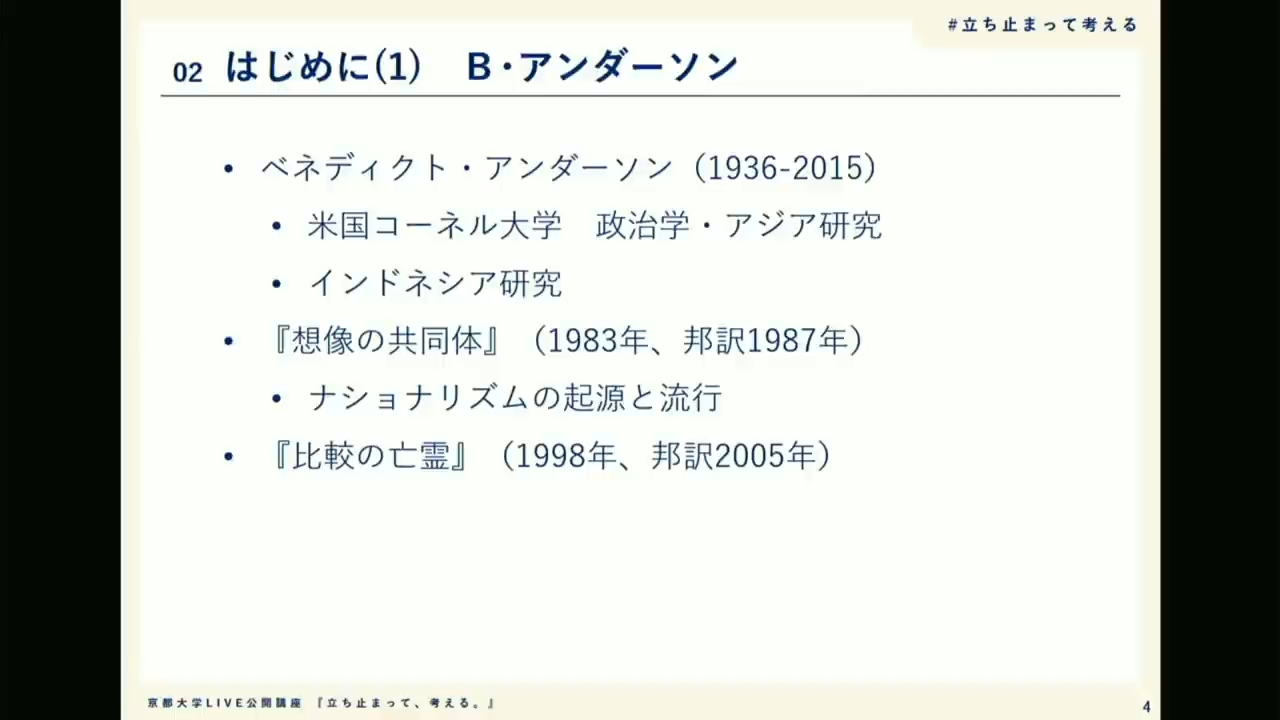 #立ち止まって考える
02 はじめに(1) B・アンダーソン
• ベネディクト・アンダーソン（1936-2015）
• 米国コーネル大学 政治学・アジア研究
• インドネシア研究
• 『想像の共同体』（1983年、邦訳1987年）
• ナショナリズムの起源と流行
• 『比較の亡霊』（1998年、邦訳2005年）
京都大学LIVE公開講座 『立ち止まって、考える。』
4